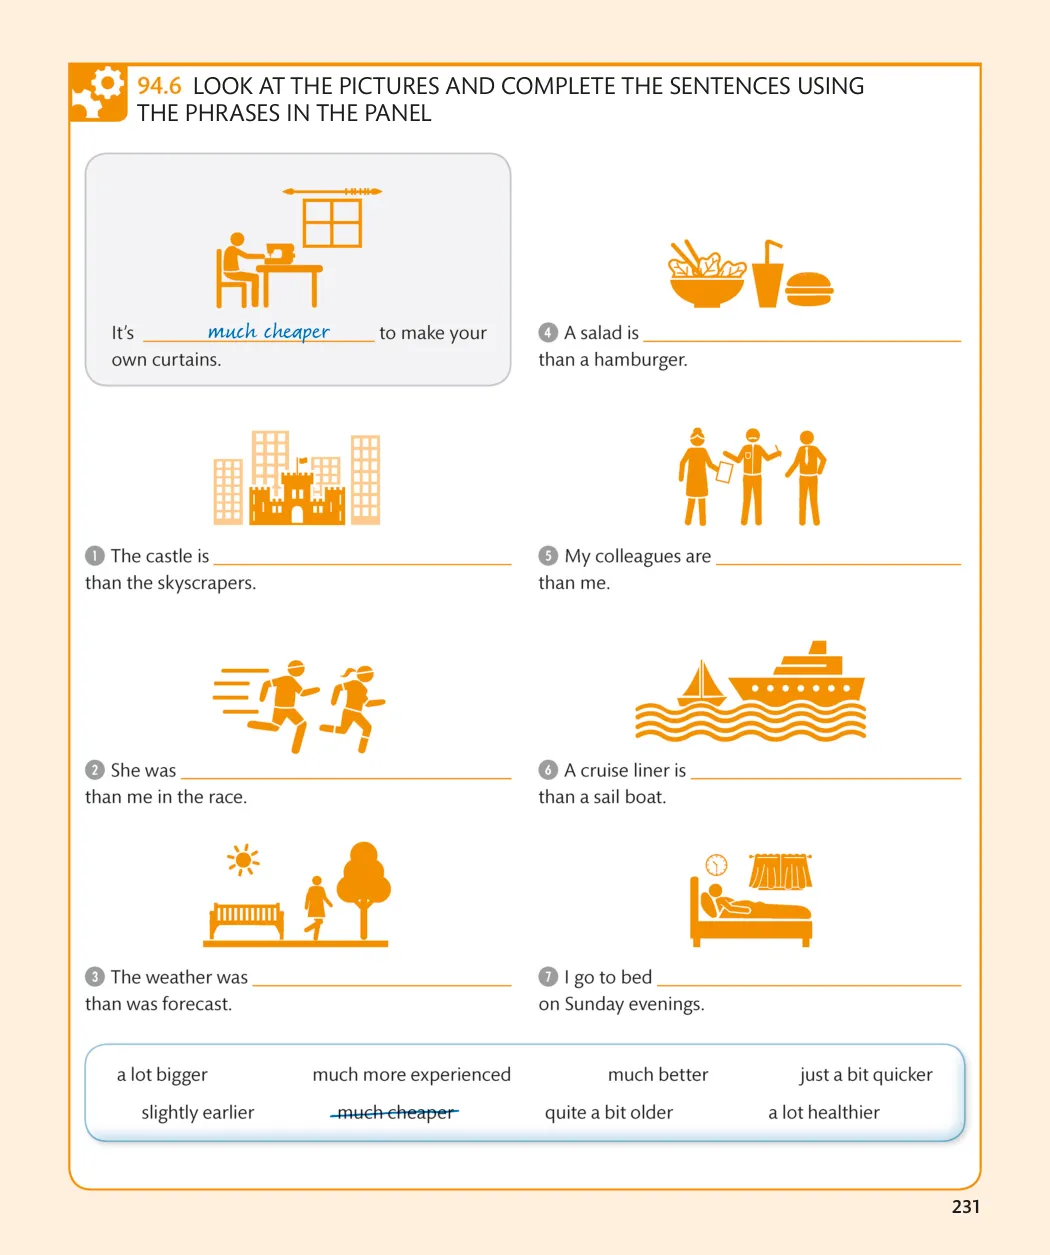 94.6 LOOK AT THE PICTURES AND COMPLETE THE SENTENCES USING
THE PHRASES IN THE PANEL
It's much cheaper to make your
own curtains.
1 The castle is
than the skyscrapers.
2 She was
than me in the race.
3 The weather was
than was forecast.
4 A salad is
than a hamburger.
5 My colleagues are
than me.
6 A cruise liner is
than a sail boat.
7 I go to bed
on Sunday evenings.
a lot bigger much more experienced much better just a bit quicker
slightly earlier much cheaper quite a bit older a lot healthier
231